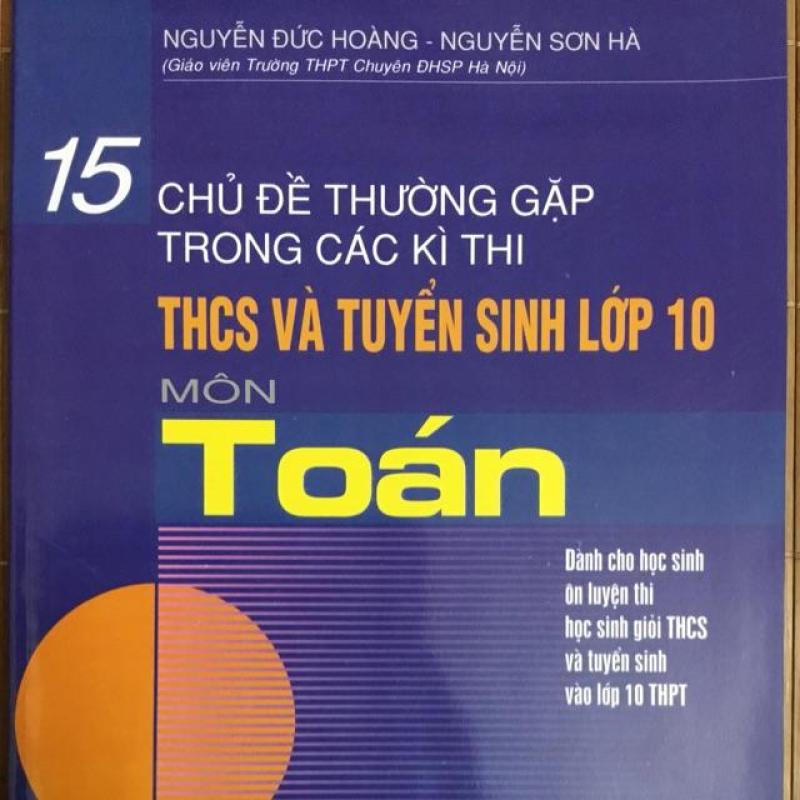 NGUYỄN ĐỨC HOÀNG - NGUYỄN SƠN HÀ
(Giáo viên Trường THPT Chuyên ĐHSP Hà Nội)
15 CHỦ ĐỀ THƯỜNG GẶP
TRONG CÁC KÌ THI
THCS VÀ TUYỂN SINH LỚP 10
MÔN
Toán
Dành cho học sinh
ôn luyện thi
học sinh giỏi THCS
và tuyển sinh
vào lớp 10 THPT